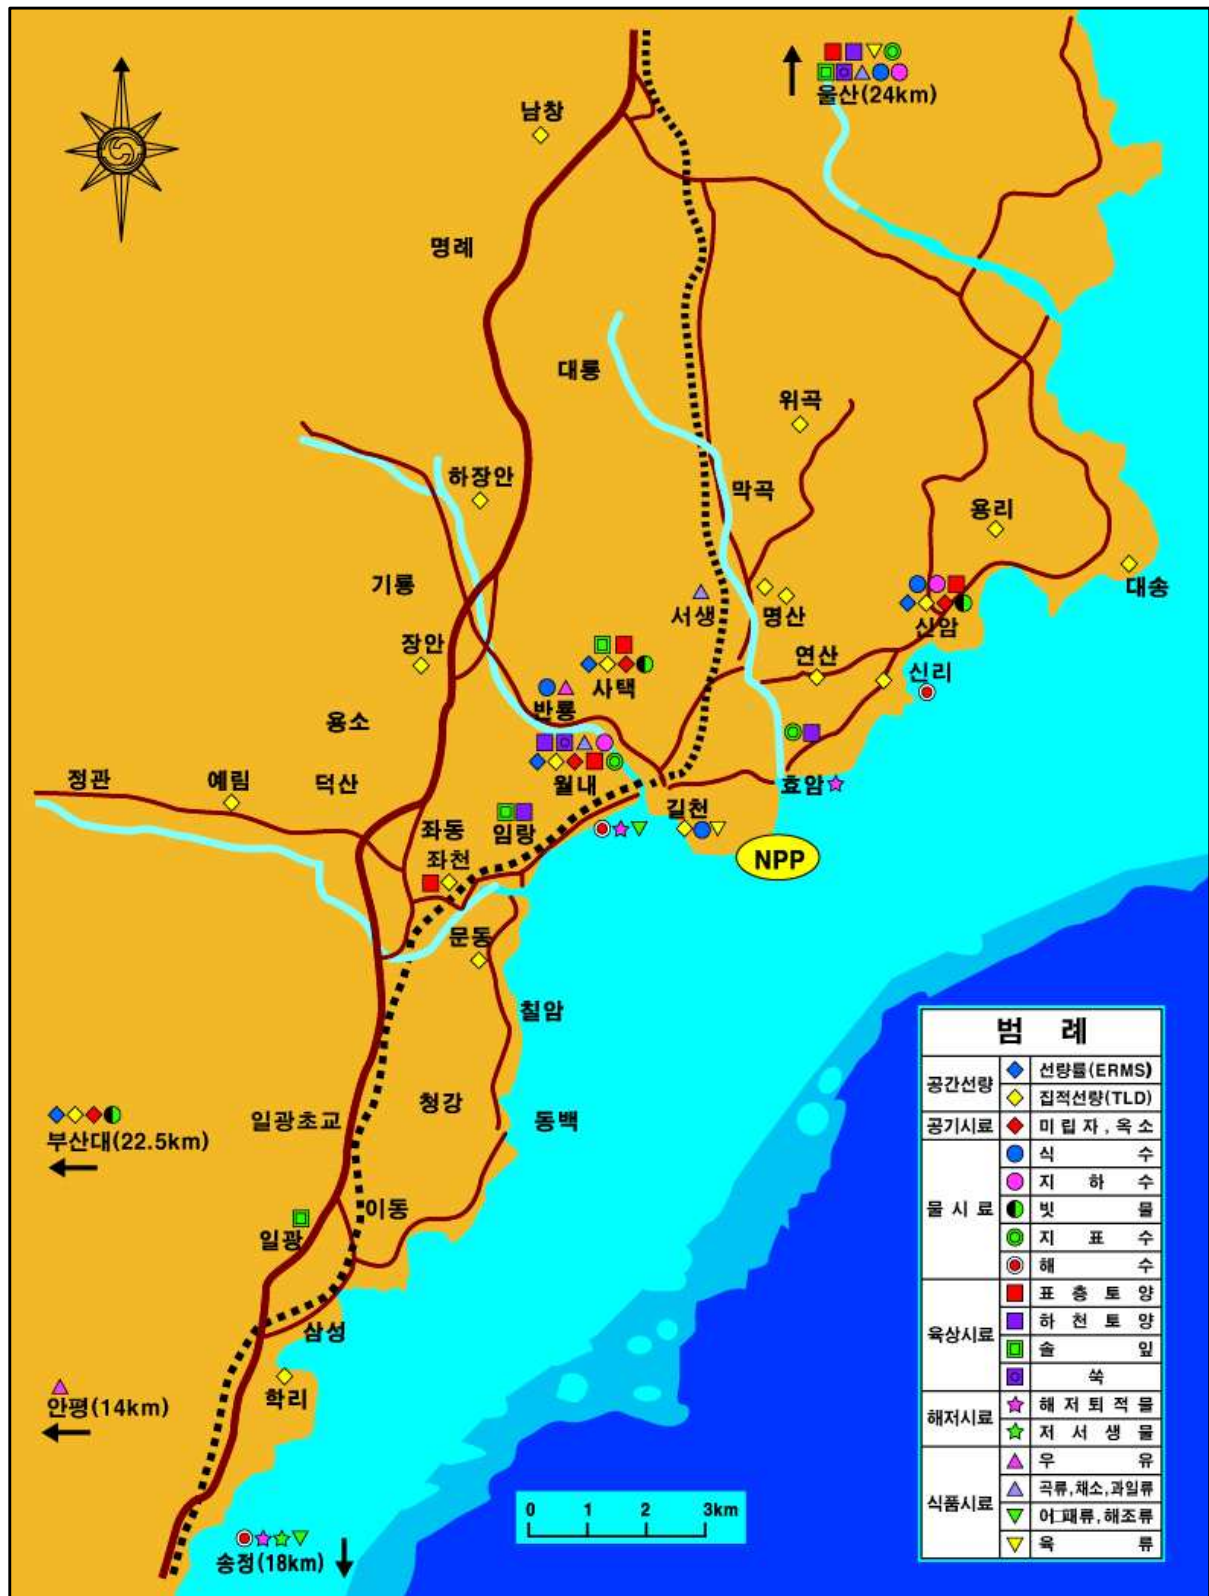 울산(24km)
남창
명례
대룡
위곡
하장안
막곡
용리
기룡
서생
명산
대송
신암
장안
사택
연산
신리
반룡
용소
정관
예림
덕산
월내
효암
좌동
임랑
길천
좌천
NPP
문동
칠암
청강
일광초교
동백
부산대(22.5km)
이동
일광
삼성
학리
안평(14km)
송정(18km)
0 1 2 3km
범 례
공간선량
선량률(ERMS)
집적선량(TLD)
공기시료
미립자, 옥소
물시료
식 수
지 하 수
빗 물
지 표 수
해 수
육상시료
표 층 토 양
하 천 토 양
솔 잎
쑥
해저시료
해 저 퇴 적 물
저 서 생 물
식품시료
우 유
곡류,채소,과일류
어□패류,해조류
육 류